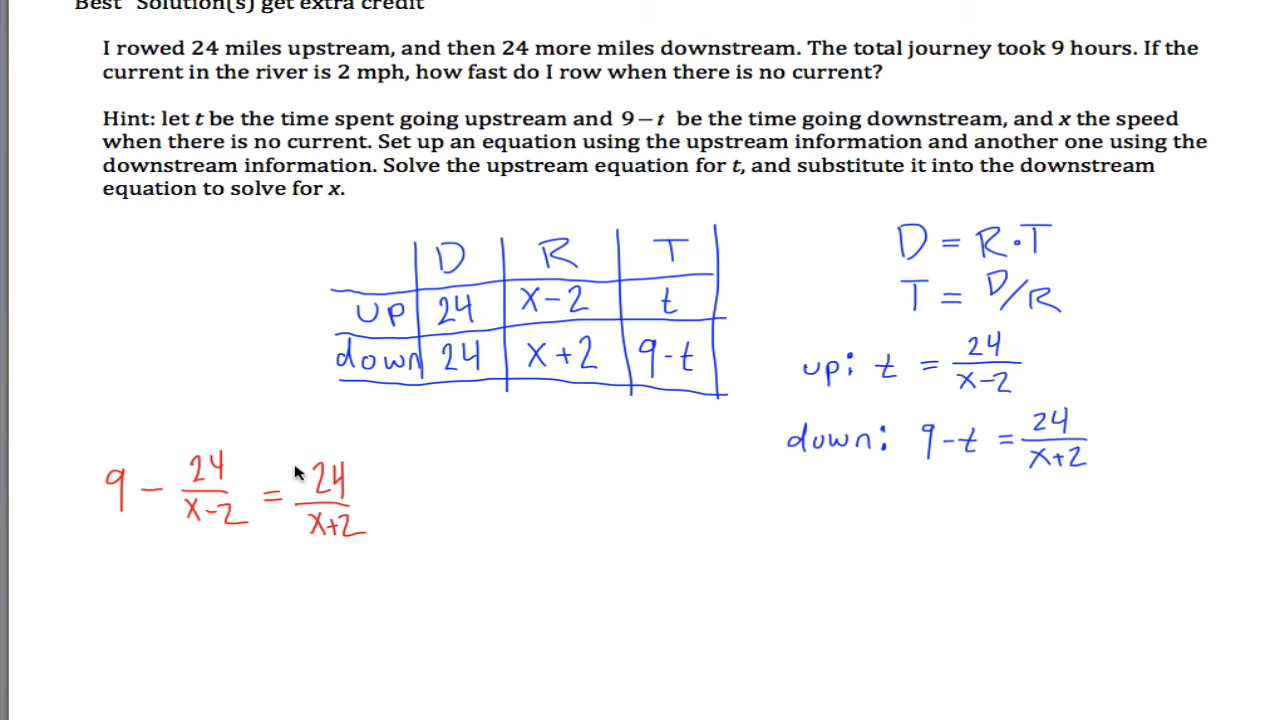 Best "Solution(s) get extra credit
I rowed 24 miles upstream, and then 24 more miles downstream. The total journey took 9 hours. If the
current in the river is 2 mph, how fast do I row when there is no current?
Hint: let t be the time spent going upstream and 9−t be the time going downstream, and x the speed
when there is no current. Set up an equation using the upstream information and another one using the
downstream information. Solve the upstream equation for t, and substitute it into the downstream
equation to solve for x.
D R T
up 24 x−2 t
down 24 x+2 9-t
D = R·T
T = D/R
up: t = 24/x−2
down: 9-t = 24/x+2
9 − 24/x−2 = 24/x+2